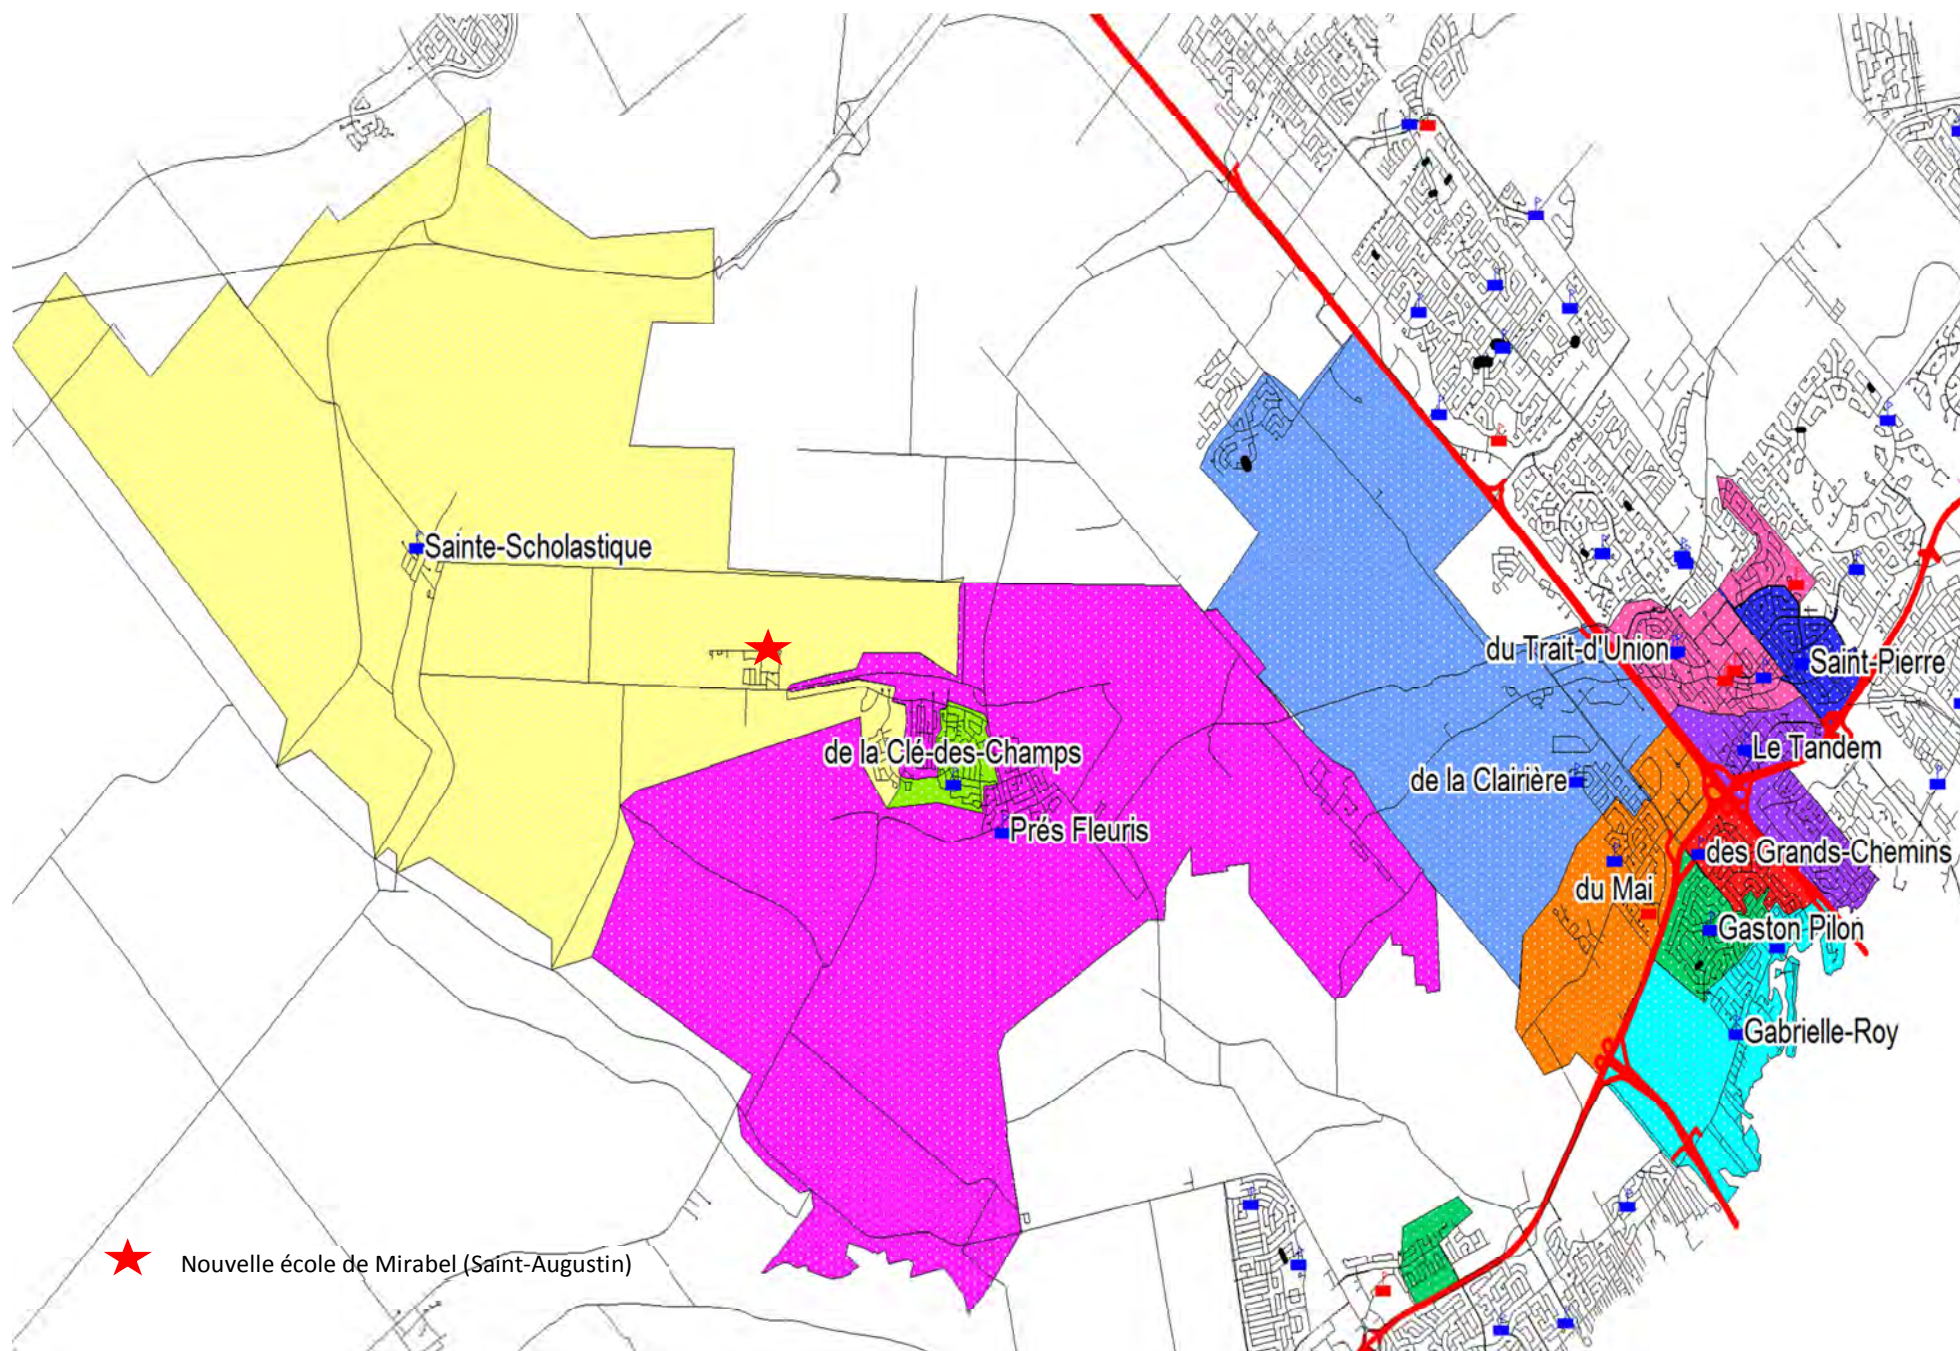 Sainte-Scholastique
du Trait-d'Union
Saint-Pierre
de la Clé-des-Champs
Le Tandem
de la Clairière
Prés Fleuris
des Grands-Chemins
du Mai
Gaston Pilon
Gabrielle-Roy
Nouvelle école de Mirabel (Saint-Augustin)